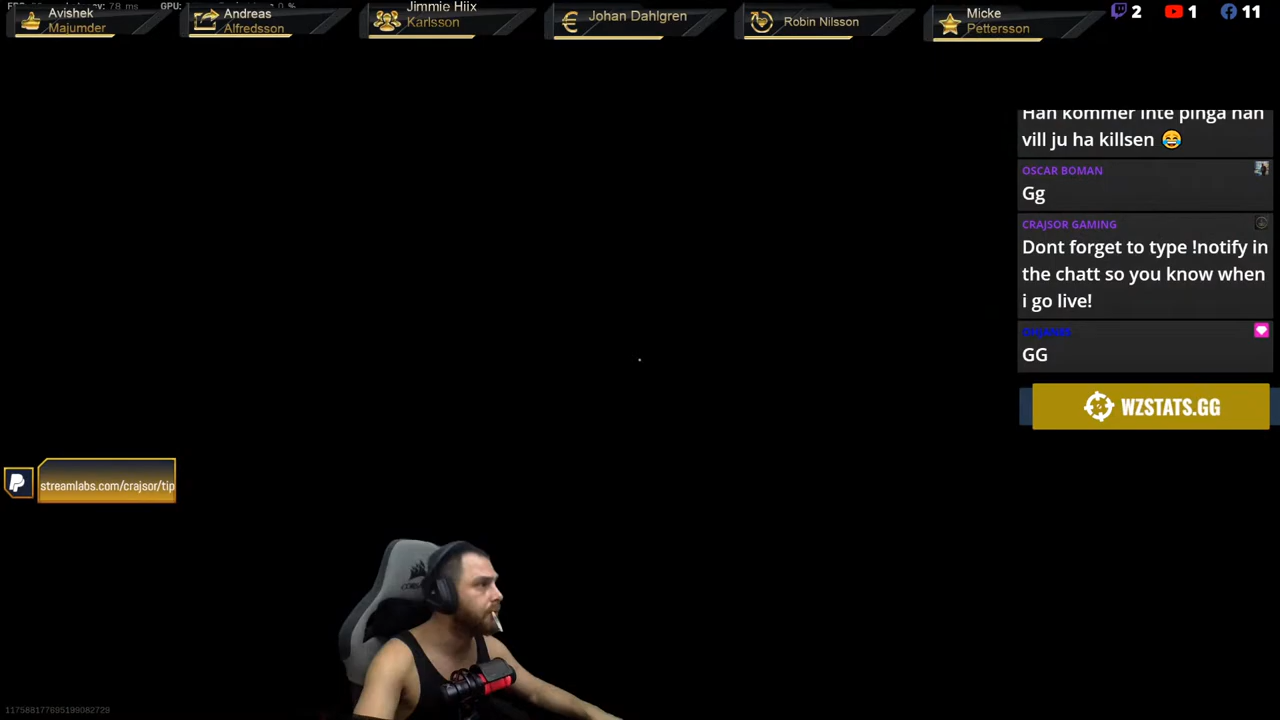 Avishek
Majumder
Andreas
Alfredsson
Jimmie Hiix
Karlsson
Johan Dahlgren
Robin Nilsson
Micke
Pettersson
2
1
11
Han kommer inte pinga han
vill ju ha killsen 😂
OSCAR BOMAN
Gg
CRAJSOR GAMING
Dont forget to type !notify in
the chatt so you know when
i go live!
GG
WZSTATS.GG
streamlabs.com/crajsor/tip